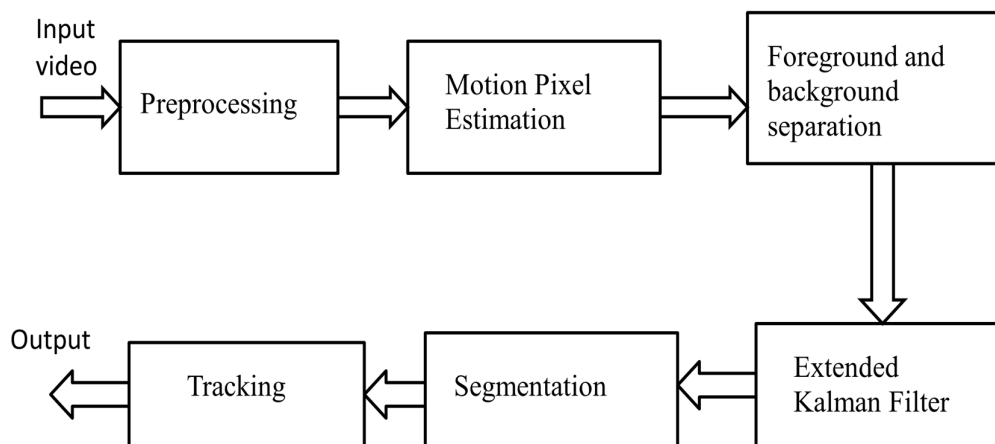 Input
video
Preprocessing
Motion Pixel
Estimation
Foreground and
background
separation
Extended
Kalman Filter
Segmentation
Tracking
Output